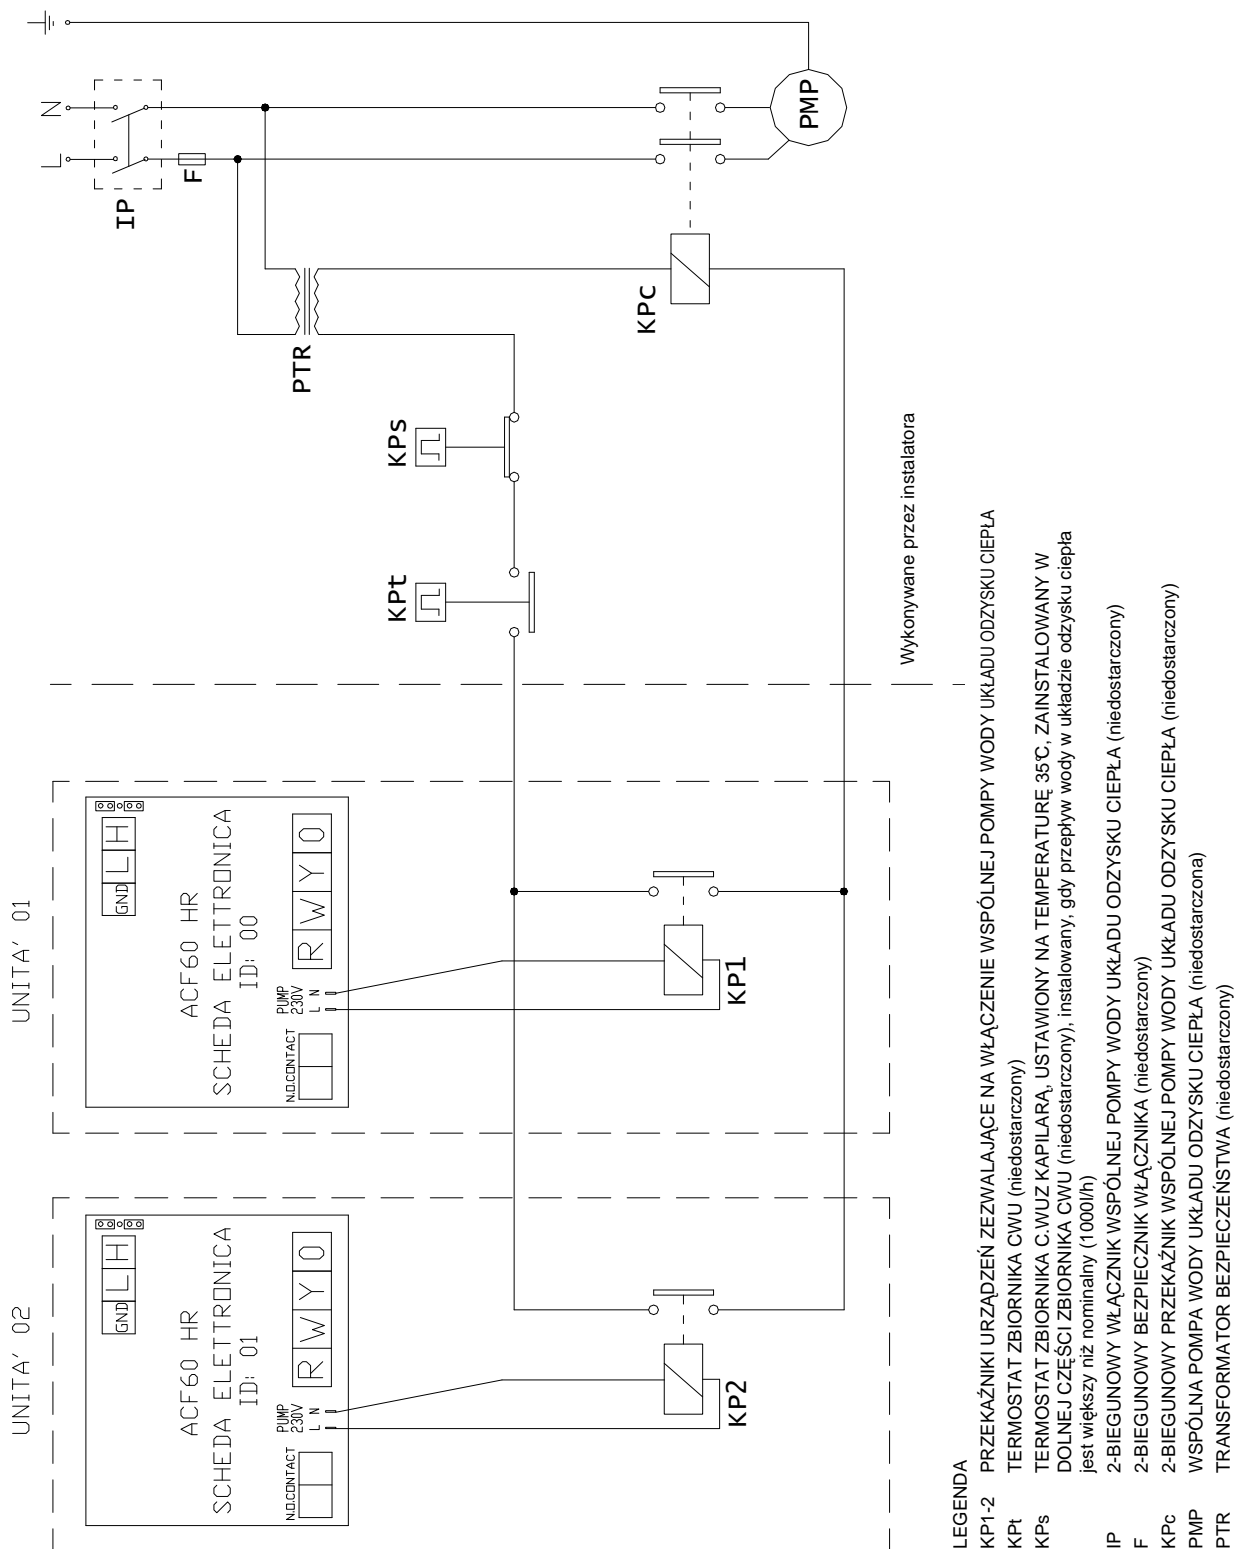 UNITA' 02
UNITA' 01
GND L H
ACF60 HR
SCHEDA ELETTRONICA
ID: 01
R W Y O
PUMP
230V
L N
N.O.CONTACT
KP2
GND L H
ACF60 HR
SCHEDA ELETTRONICA
ID: 00
R W Y O
PUMP
230V
L N
N.O.CONTACT
KP1
KPt
KPs
PTR
KPc
IP
F
L
N
PMP
Wykonywane przez instalatora
LEGENDA
KP1-2 PRZEKAŹNIKI URZĄDZEŃ ZEZWALAJĄCE NA WŁĄCZENIE WSPÓLNEJ POMPY WODY UKŁADU ODZYSKU CIEPŁA
KPt TERMOSTAT ZBIORNIKA CWU (niedostarczony)
KPs TERMOSTAT ZBIORNIKA C.WUZ KAPILARĄ, USTAWIONY NA TEMPERATURĘ 35°C, ZAINSTALOWANY W
DOLNEJ CZĘŚCI ZBIORNIKA CWU (niedostarczony), instalowany, gdy przepływ wody w układzie odzysku ciepła
jest większy niż nominalny (1000l/h)
IP 2-BIEGUNOWY WŁĄCZNIK WSPÓLNEJ POMPY WODY UKŁADU ODZYSKU CIEPŁA (niedostarczony)
F 2-BIEGUNOWY BEZPIECZNIK WŁĄCZNIKA (niedostarczony)
KPc 2-BIEGUNOWY PRZEKAŹNIK WSPÓLNEJ POMPY WODY UKŁADU ODZYSKU CIEPŁA (niedostarczony)
PMP WSPÓLNA POMPA WODY UKŁADU ODZYSKU CIEPŁA (niedostarczona)
PTR TRANSFORMATOR BEZPIECZEŃSTWA (niedostarczony)